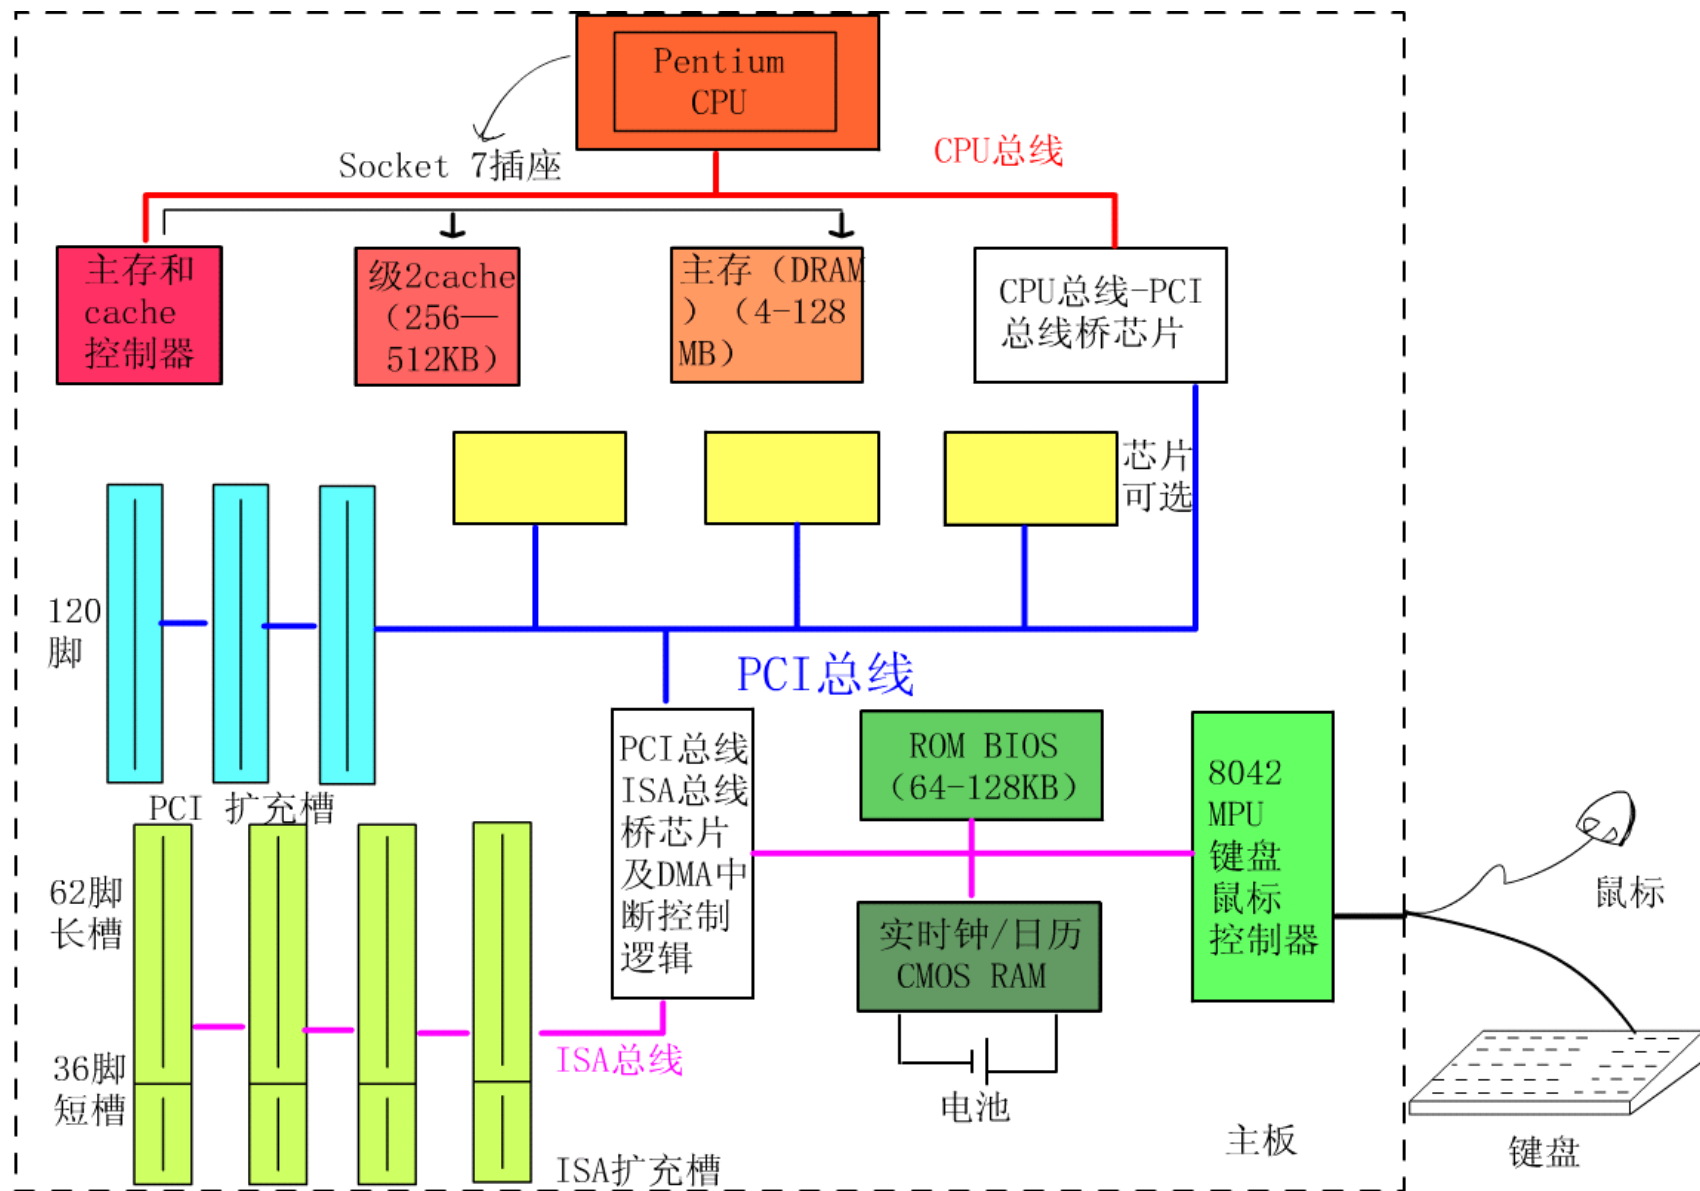 Pentium
CPU
CPU总线
Socket 7插座
主存和
cache
控制器
级2cache
（256—
512KB）
主存（DRAM
）（4-128
MB）
CPU总线-PCI
总线桥芯片
芯片
可选
120
脚
PCI总线
PCI 扩充槽
PCI总线
ISA总线
桥芯片
及DMA中
断控制
逻辑
ROM BIOS
（64-128KB）
8042
MPU
键盘
鼠标
控制器
鼠标
62脚
长槽
实时钟/日历
CMOS RAM
ISA总线
36脚
短槽
电池
主板
键盘
ISA扩充槽